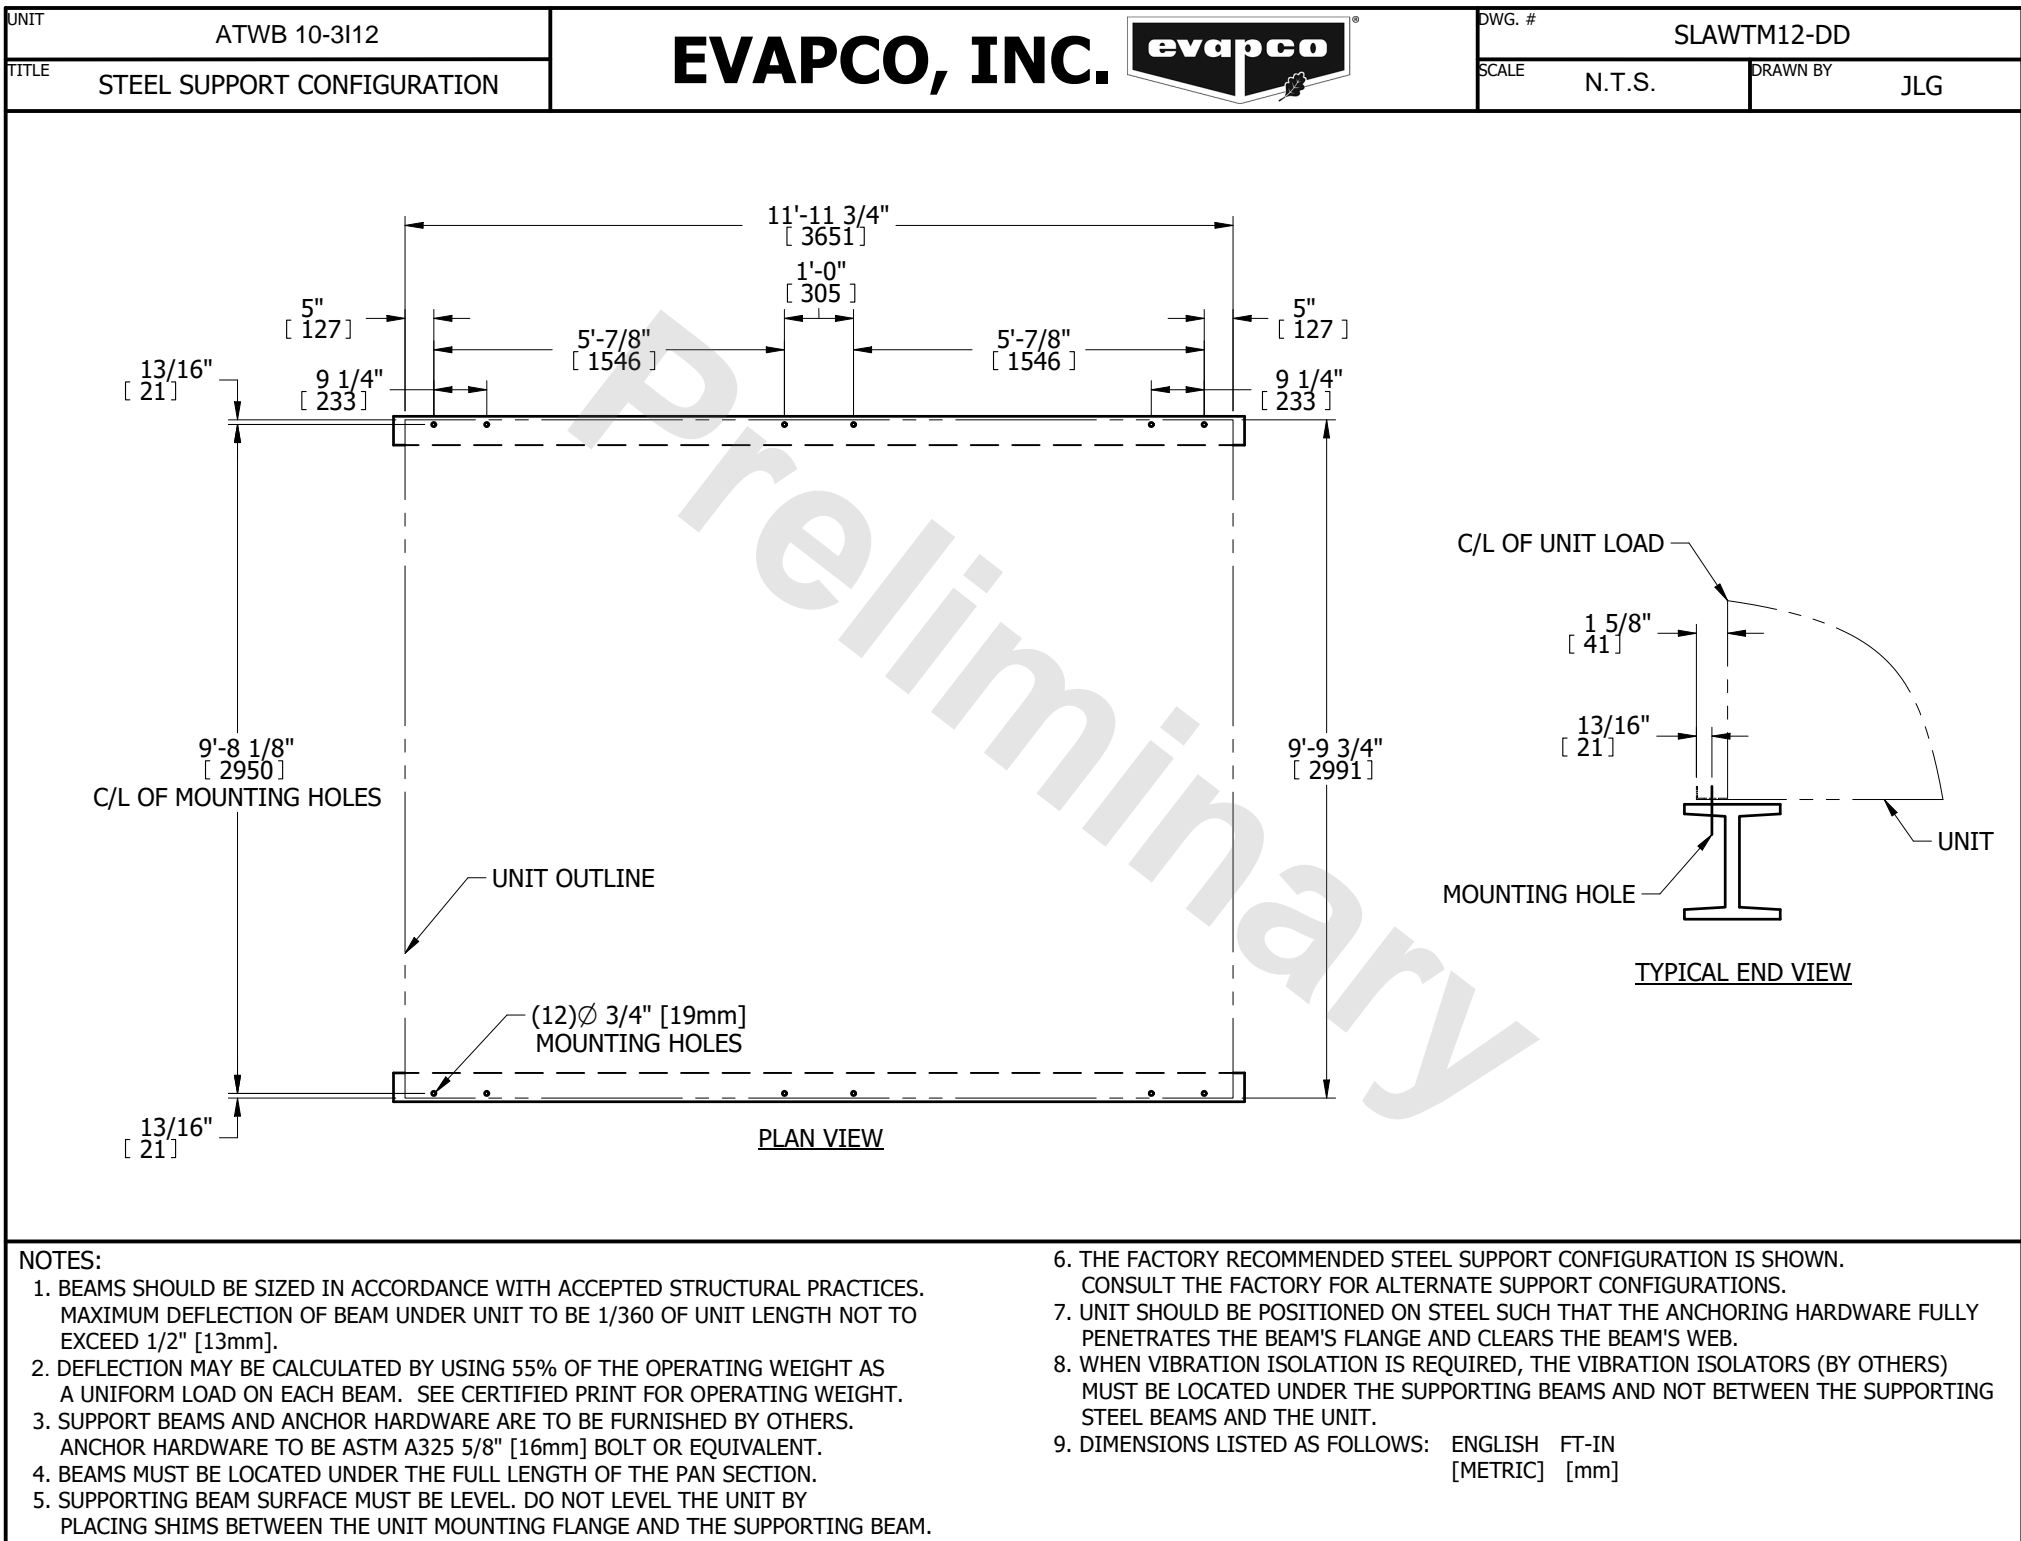 UNIT
ATWB 10-3I12
TITLE
STEEL SUPPORT CONFIGURATION
EVAPCO, INC.
evapco
®
DWG. #
SLAWTM12-DD
SCALE
N.T.S.
DRAWN BY
JLG
11'-11 3/4"
[ 3651 ]
1'-0"
[ 305 ]
5"
[ 127 ]
5'-7/8"
[ 1546 ]
5'-7/8"
[ 1546 ]
5"
[ 127 ]
13/16"
[ 21 ]
9 1/4"
[ 233 ]
9 1/4"
[ 233 ]
Preliminary
9'-8 1/8"
[ 2950 ]
C/L OF MOUNTING HOLES
9'-9 3/4"
[ 2991 ]
UNIT OUTLINE
(12)∅ 3/4" [19mm]
MOUNTING HOLES
13/16"
[ 21 ]
PLAN VIEW
C/L OF UNIT LOAD
1 5/8"
[ 41 ]
13/16"
[ 21 ]
UNIT
MOUNTING HOLE
TYPICAL END VIEW
NOTES:
1. BEAMS SHOULD BE SIZED IN ACCORDANCE WITH ACCEPTED STRUCTURAL PRACTICES.
MAXIMUM DEFLECTION OF BEAM UNDER UNIT TO BE 1/360 OF UNIT LENGTH NOT TO
EXCEED 1/2" [13mm].
2. DEFLECTION MAY BE CALCULATED BY USING 55% OF THE OPERATING WEIGHT AS
A UNIFORM LOAD ON EACH BEAM. SEE CERTIFIED PRINT FOR OPERATING WEIGHT.
3. SUPPORT BEAMS AND ANCHOR HARDWARE ARE TO BE FURNISHED BY OTHERS.
ANCHOR HARDWARE TO BE ASTM A325 5/8" [16mm] BOLT OR EQUIVALENT.
4. BEAMS MUST BE LOCATED UNDER THE FULL LENGTH OF THE PAN SECTION.
5. SUPPORTING BEAM SURFACE MUST BE LEVEL. DO NOT LEVEL THE UNIT BY
PLACING SHIMS BETWEEN THE UNIT MOUNTING FLANGE AND THE SUPPORTING BEAM.
6. THE FACTORY RECOMMENDED STEEL SUPPORT CONFIGURATION IS SHOWN.
CONSULT THE FACTORY FOR ALTERNATE SUPPORT CONFIGURATIONS.
7. UNIT SHOULD BE POSITIONED ON STEEL SUCH THAT THE ANCHORING HARDWARE FULLY
PENETRATES THE BEAM'S FLANGE AND CLEARS THE BEAM'S WEB.
8. WHEN VIBRATION ISOLATION IS REQUIRED, THE VIBRATION ISOLATORS (BY OTHERS)
MUST BE LOCATED UNDER THE SUPPORTING BEAMS AND NOT BETWEEN THE SUPPORTING
STEEL BEAMS AND THE UNIT.
9. DIMENSIONS LISTED AS FOLLOWS: ENGLISH FT-IN
[METRIC] [mm]